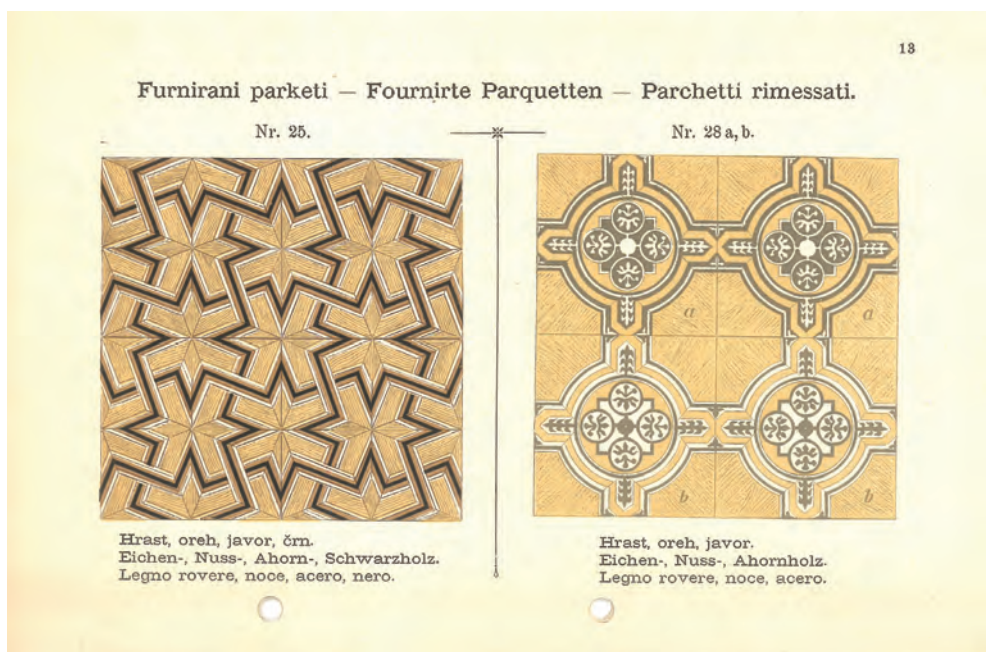 13
Furnirani parketi — Fournirte Parquetten — Parchetti rimessati.
Nr. 25.
Nr. 28 a, b.
a
a
b
b
Hrast, oreh, javor, črn.
Eichen-, Nuss-, Ahorn-, Schwarzholz.
Legno rovere, noce, acero, nero.
Hrast, oreh, javor.
Eichen-, Nuss-, Ahornholz.
Legno rovere, noce, acero.